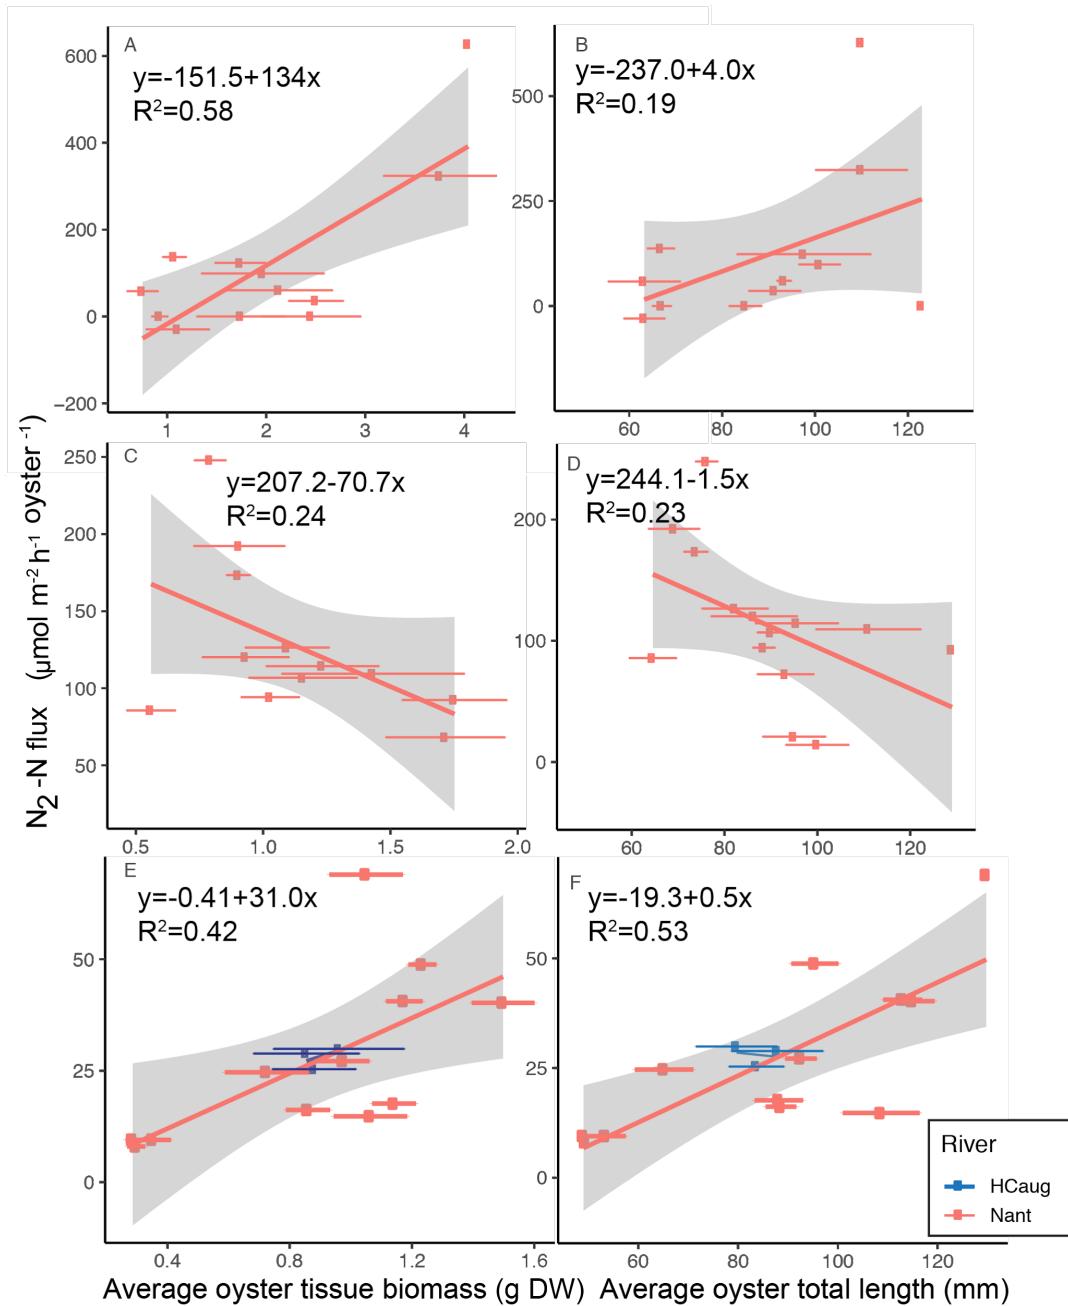 A
y=-151.5+134x
R²=0.58
600
400
200
0
−200
1
2
3
4
B
y=-237.0+4.0x
R²=0.19
500
250
0
60
80
100
120
C
y=207.2-70.7x
R²=0.24
250
200
150
100
50
0.5
1.0
1.5
2.0
D
y=244.1-1.5x
R²=0.23
200
100
0
60
80
100
120
E
y=-0.41+31.0x
R²=0.42
50
25
0
0.4
0.8
1.2
1.6
F
y=-19.3+0.5x
R²=0.53
50
25
0
60
80
100
120
River
HCaug
Nant
N₂-N flux (µmol m⁻² h⁻¹ oyster ⁻¹)
Average oyster tissue biomass (g DW)
Average oyster total length (mm)